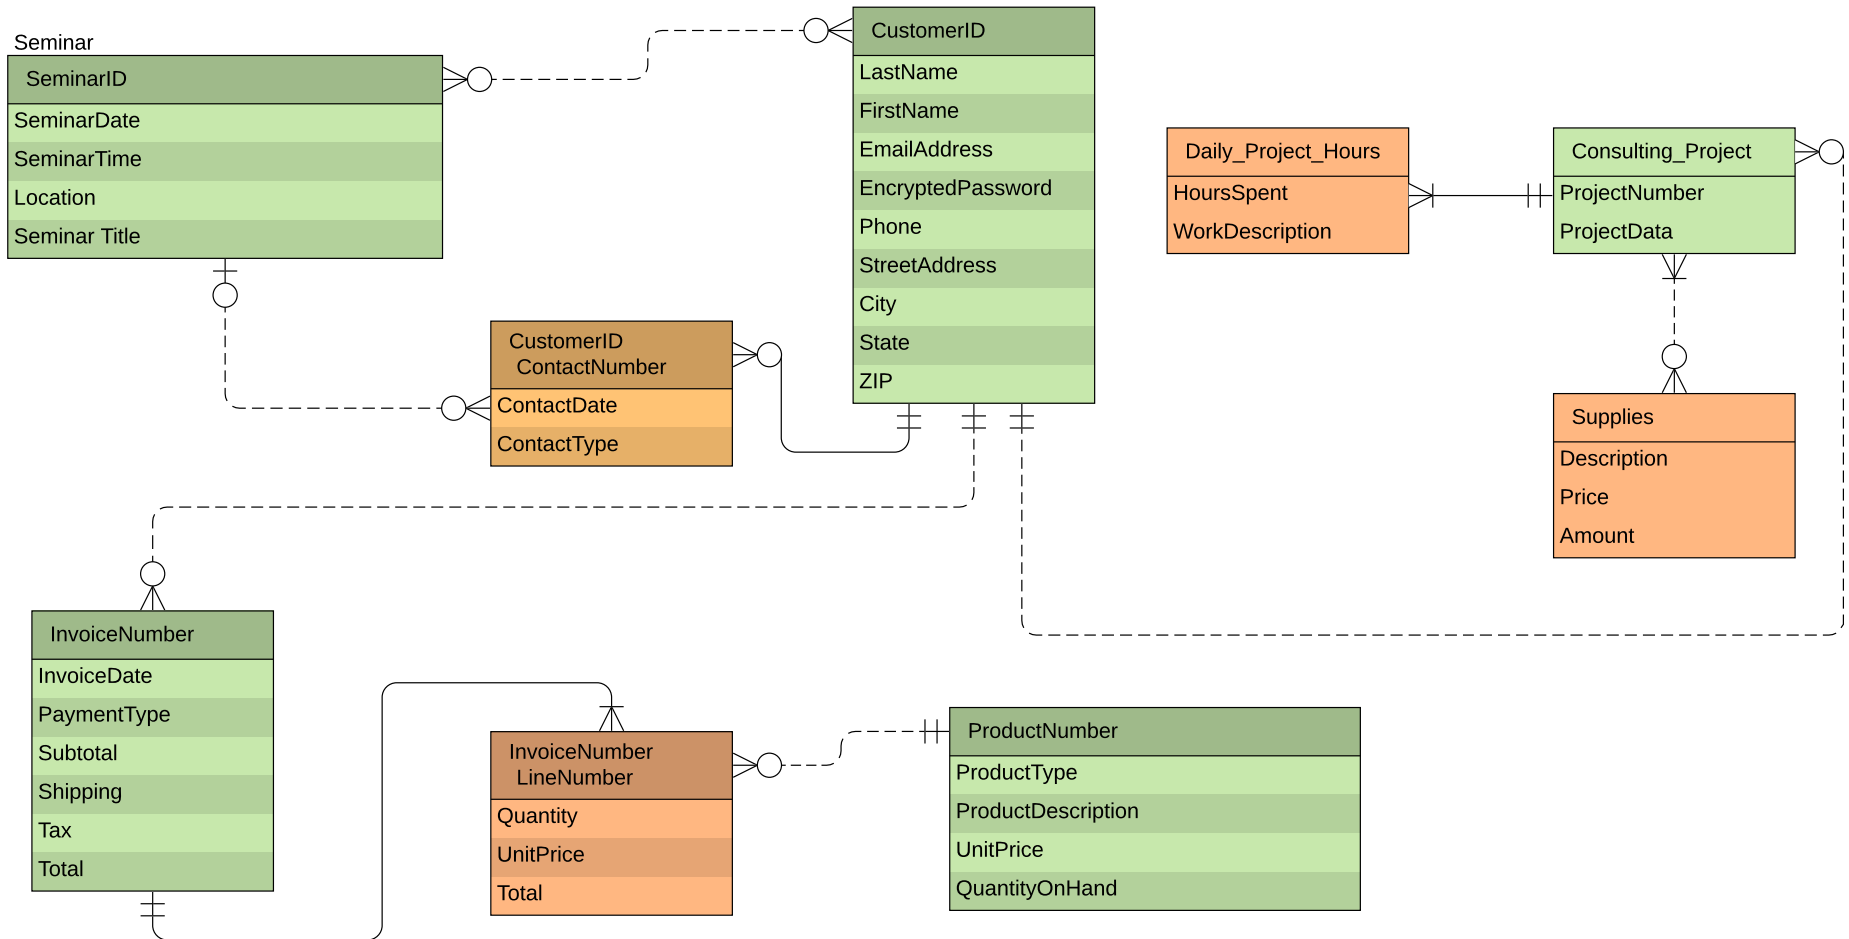 Seminar
SeminarID
SeminarDate
SeminarTime
Location
Seminar Title
CustomerID
LastName
FirstName
EmailAddress
EncryptedPassword
Phone
StreetAddress
City
State
ZIP
Daily_Project_Hours
HoursSpent
WorkDescription
Consulting_Project
ProjectNumber
ProjectData
CustomerID
ContactNumber
ContactDate
ContactType
Supplies
Description
Price
Amount
InvoiceNumber
InvoiceDate
PaymentType
Subtotal
Shipping
Tax
Total
InvoiceNumber
LineNumber
Quantity
UnitPrice
Total
ProductNumber
ProductType
ProductDescription
UnitPrice
QuantityOnHand